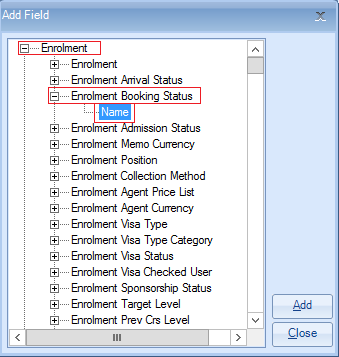 Add Field
Enrolment
Enrolment
Enrolment Arrival Status
Enrolment Booking Status
Name
Enrolment Admission Status
Enrolment Memo Currency
Enrolment Position
Enrolment Collection Method
Enrolment Agent Price List
Enrolment Agent Currency
Enrolment Visa Type
Enrolment Visa Type Category
Enrolment Visa Status
Enrolment Visa Checked User
Enrolment Sponsorship Status
Enrolment Target Level
Enrolment Prev Crs Level
Add
Close